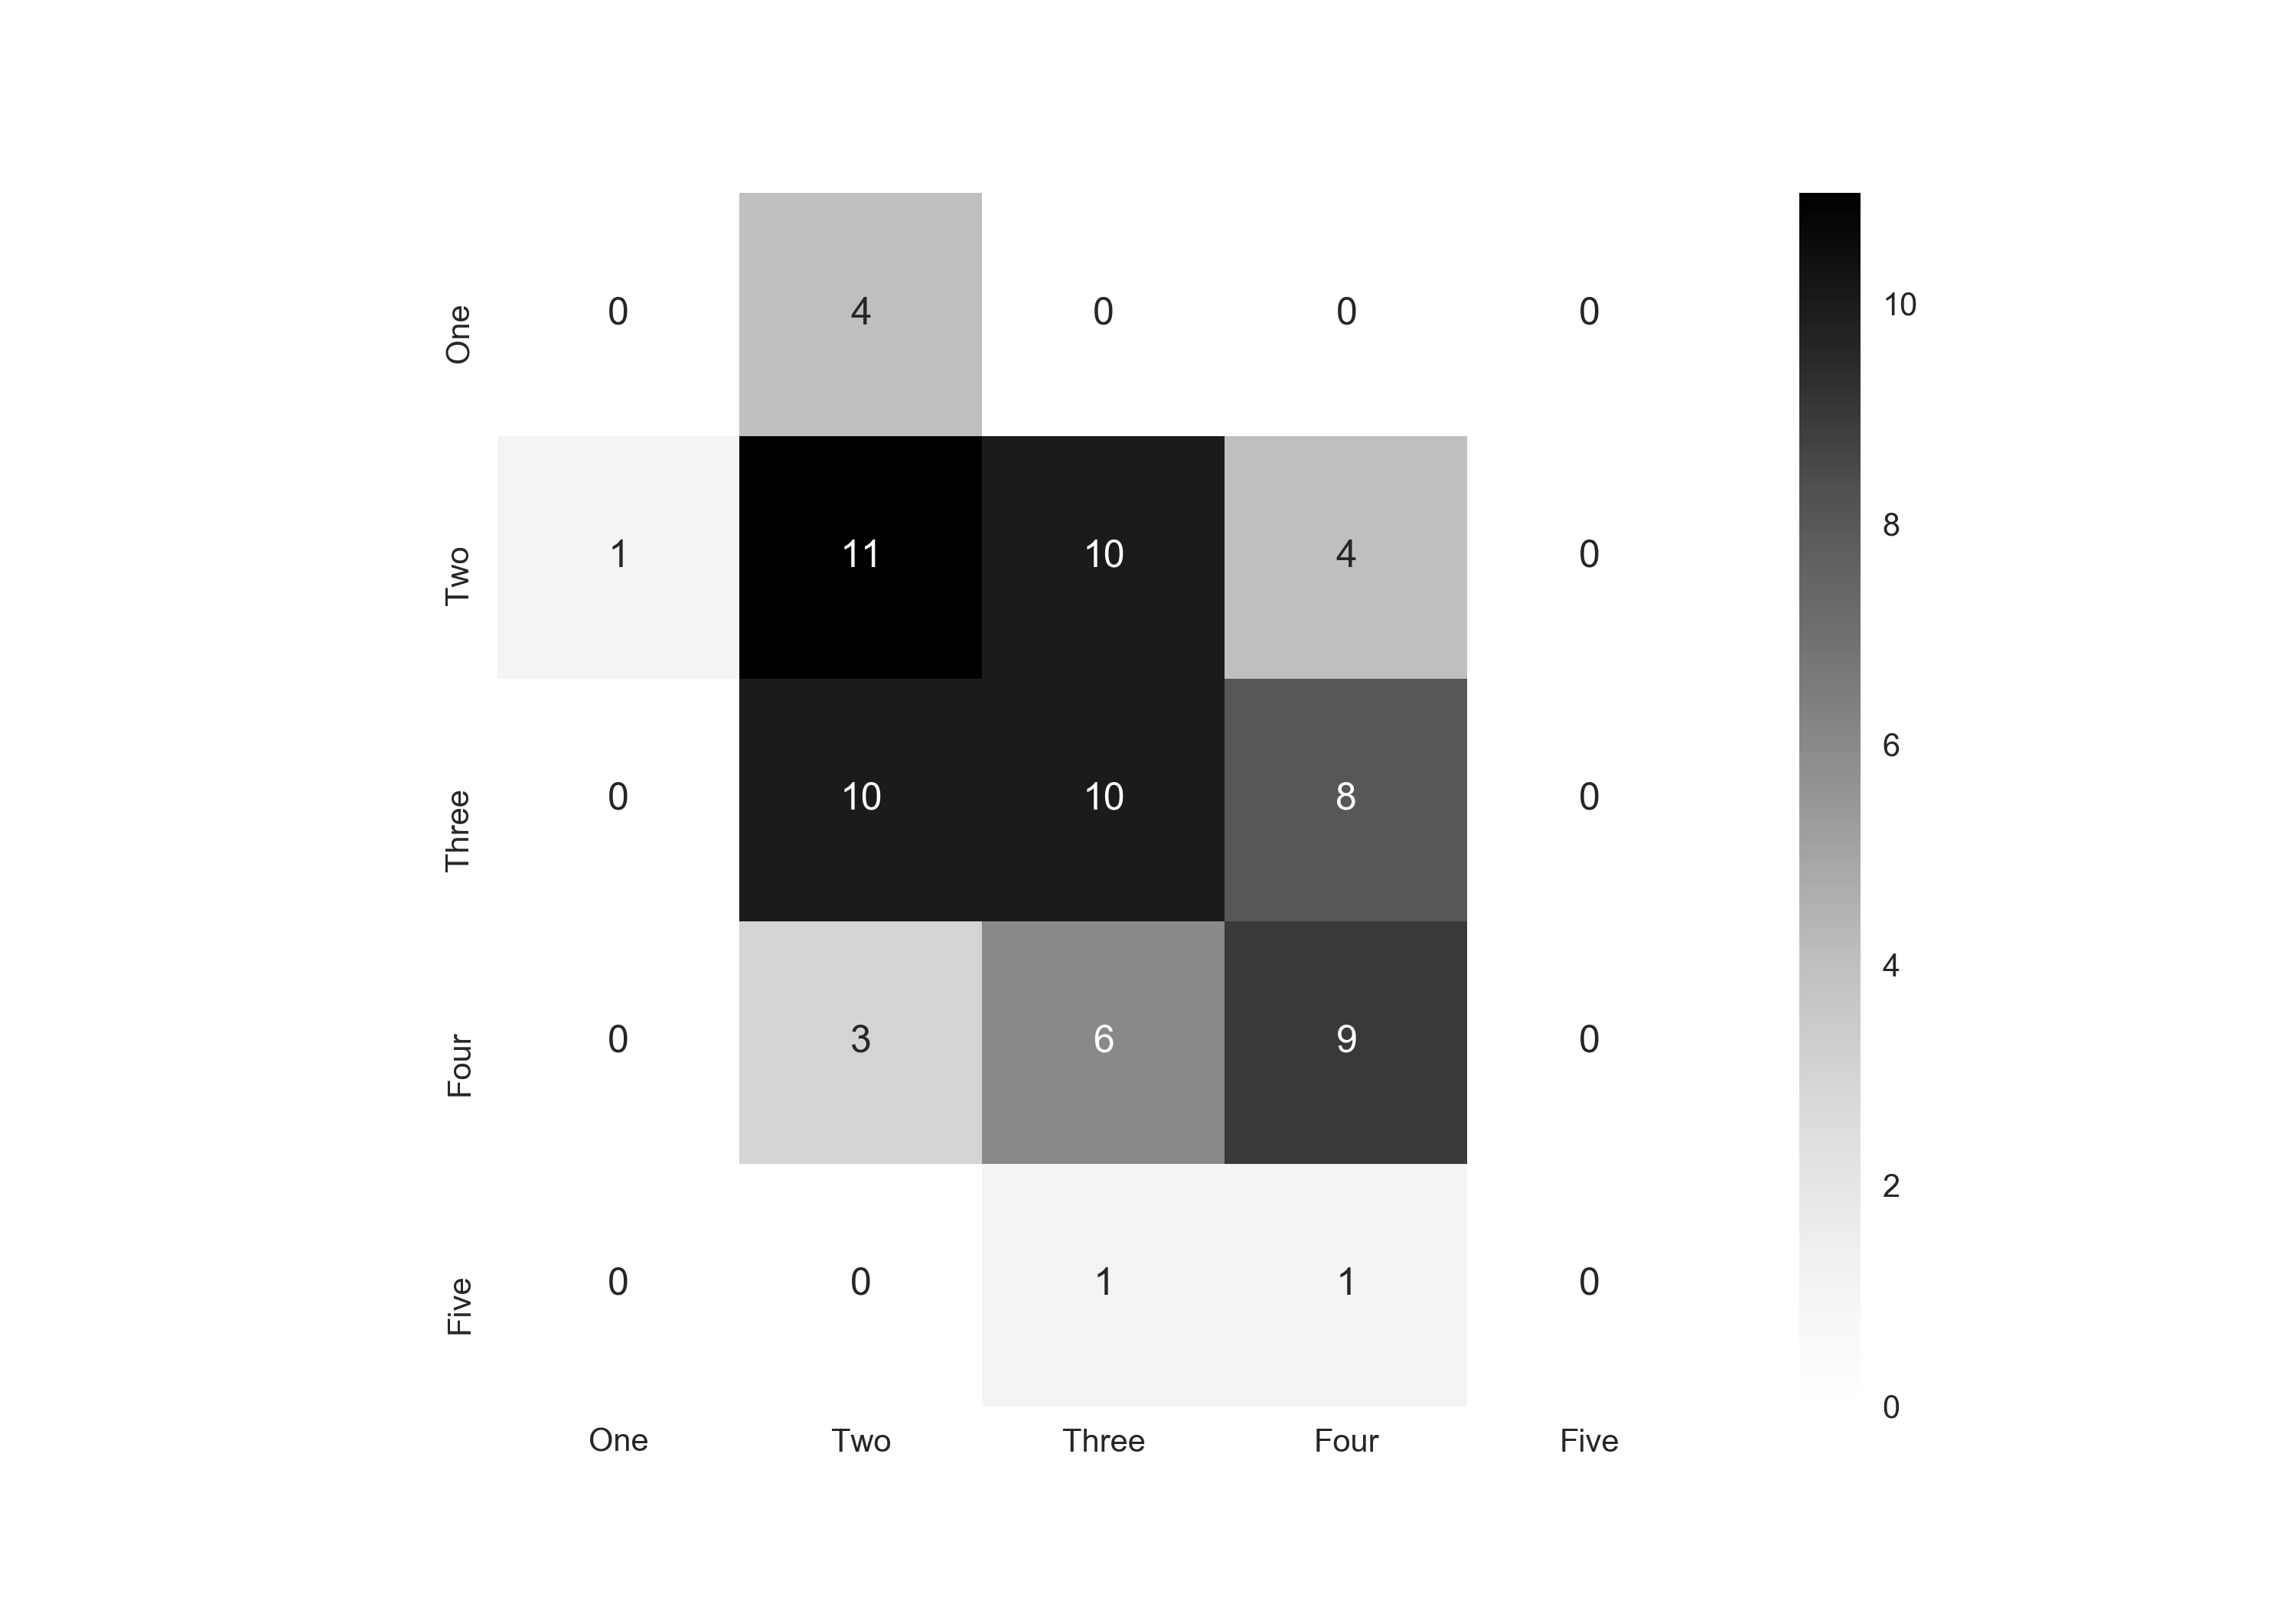 One 0 4 0 0 0
Two 1 11 10 4 0
Three 0 10 10 8 0
Four 0 3 6 9 0
Five 0 0 1 1 0
One Two Three Four Five
10
8
6
4
2
0